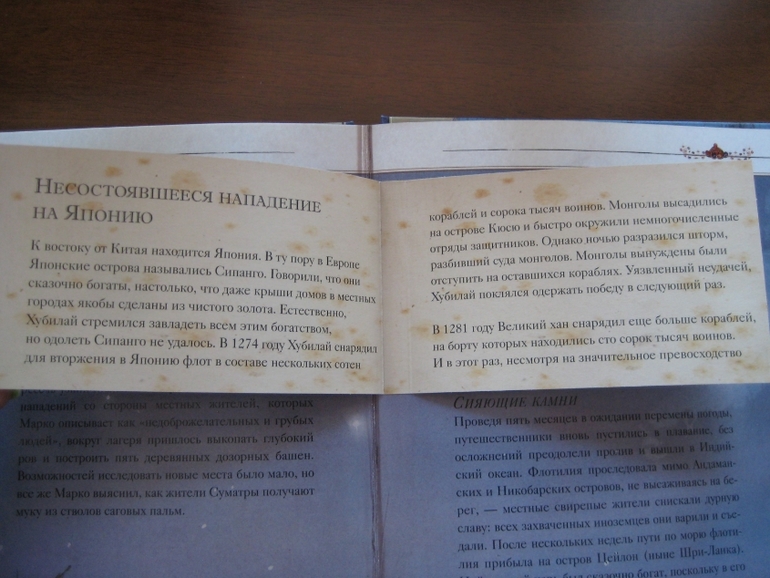 Несостоявшееся нападение
на Японию
К востоку от Китая находится Япония. В ту пору в Европе
Японские острова назывались Сипанго. Говорили, что они
сказочно богаты, настолько, что даже крыши домов в местных
городах якобы сделаны из чистого золота. Естественно,
Хубилай стремился завладеть всем этим богатством,
но одолеть Сипанго не удалось. В 1274 году Хубилай снарядил
для вторжения в Японию флот в составе нескольких сотен
кораблей и сорока тысяч воинов. Монголы высадились
на острове Кюсю и быстро окружили немногочисленные
отряды защитников. Однако ночью разразился шторм,
разбивший суда монголов. Монголы вынуждены были
отступить на оставшихся кораблях. Уязвленный неудачей,
Хубилай поклялся одержать победу в следующий раз.
В 1281 году Великий хан снарядил еще больше кораблей,
на борту которых находились сто сорок тысяч воинов.
И в этот раз, несмотря на значительное превосходство
нападений со стороны местных жителей, которых
Марко описывает как «недоброжелательных и грубых
людей», вокруг лагеря пришлось выкопать глубокий
ров и построить пять деревянных дозорных башен.
Возможностей исследовать новые места было мало, но
все же Марко выяснил, как жители Суматры получают
муку из стволов саговых пальм.
Сияющие камни
Проведя пять месяцев в ожидании перемены погоды,
путешественники вновь пустились в плавание, без
осложнений преодолели пролив и вышли в Индий-
ский океан. Флотилия проследовала мимо Андаман-
ских и Никобарских островов, не высаживаясь на бе-
рег, — местные свирепые жители снискали дурную
славу: всех захваченных иноземцев они варили и съе-
дали. После нескольких недель пути по морю флоти-
лия прибыла на остров Цейлон (ныне Шри-Ланка).
был сказочно богат, поскольку в его